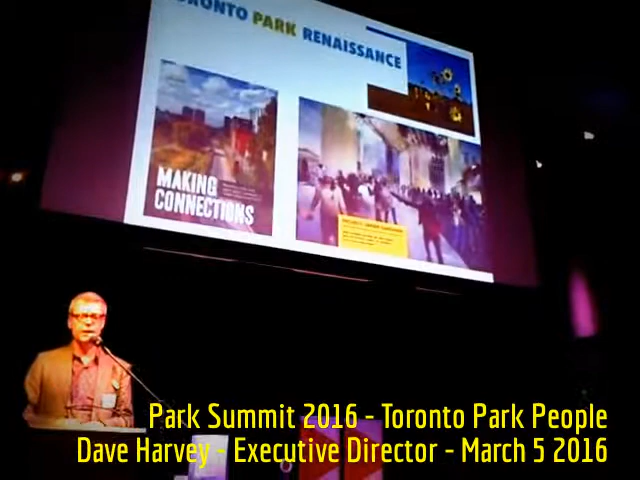 TORONTO PARK RENAISSANCE
MAKING
CONNECTIONS
Park Summit 2016 - Toronto Park People
Dave Harvey - Executive Director - March 5 2016